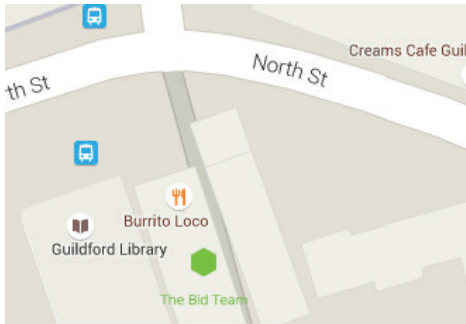 North St
Creams Cafe Guil
th St
Burrito Loco
Guildford Library
The Bid Team